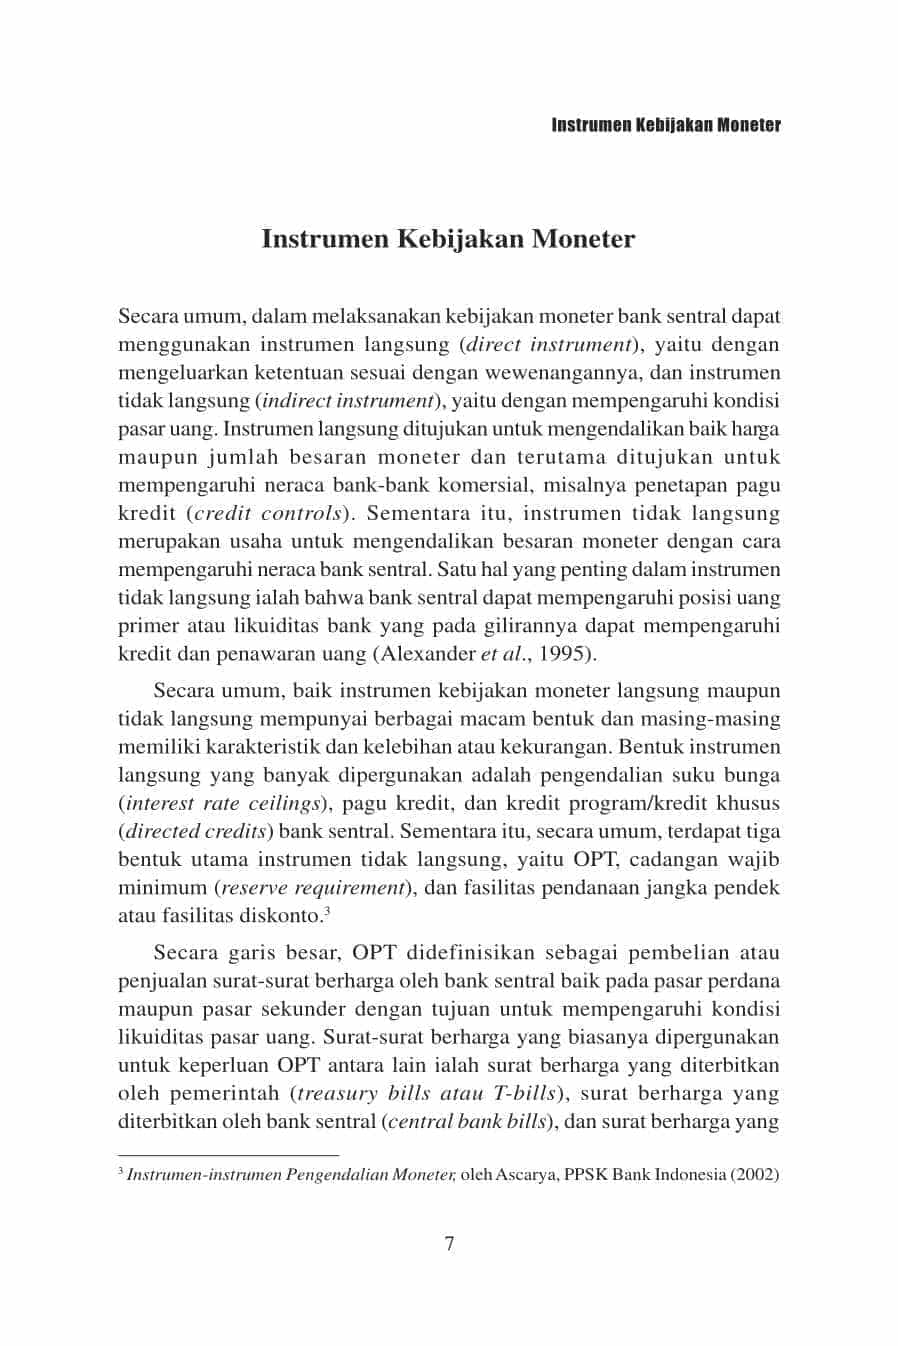 Instrumen Kebijakan Moneter
Instrumen Kebijakan Moneter
Secara umum, dalam melaksanakan kebijakan moneter bank sentral dapat
menggunakan instrumen langsung (direct instrument), yaitu dengan
mengeluarkan ketentuan sesuai dengan wewenangannya, dan instrumen
tidak langsung (indirect instrument), yaitu dengan mempengaruhi kondisi
pasar uang. Instrumen langsung ditujukan untuk mengendalikan baik harga
maupun jumlah besaran moneter dan terutama ditujukan untuk
mempengaruhi neraca bank-bank komersial, misalnya penetapan pagu
kredit (credit controls). Sementara itu, instrumen tidak langsung
merupakan usaha untuk mengendalikan besaran moneter dengan cara
mempengaruhi neraca bank sentral. Satu hal yang penting dalam instrumen
tidak langsung ialah bahwa bank sentral dapat mempengaruhi posisi uang
primer atau likuiditas bank yang pada gilirannya dapat mempengaruhi
kredit dan penawaran uang (Alexander et al., 1995).
Secara umum, baik instrumen kebijakan moneter langsung maupun
tidak langsung mempunyai berbagai macam bentuk dan masing-masing
memiliki karakteristik dan kelebihan atau kekurangan. Bentuk instrumen
langsung yang banyak dipergunakan adalah pengendalian suku bunga
(interest rate ceilings), pagu kredit, dan kredit program/kredit khusus
(directed credits) bank sentral. Sementara itu, secara umum, terdapat tiga
bentuk utama instrumen tidak langsung, yaitu OPT, cadangan wajib
minimum (reserve requirement), dan fasilitas pendanaan jangka pendek
atau fasilitas diskonto.³
Secara garis besar, OPT didefinisikan sebagai pembelian atau
penjualan surat-surat berharga oleh bank sentral baik pada pasar perdana
maupun pasar sekunder dengan tujuan untuk mempengaruhi kondisi
likuiditas pasar uang. Surat-surat berharga yang biasanya dipergunakan
untuk keperluan OPT antara lain ialah surat berharga yang diterbitkan
oleh pemerintah (treasury bills atau T-bills), surat berharga yang
diterbitkan oleh bank sentral (central bank bills), dan surat berharga yang
³ Instrumen-instrumen Pengendalian Moneter, oleh Ascarya, PPSK Bank Indonesia (2002)
7